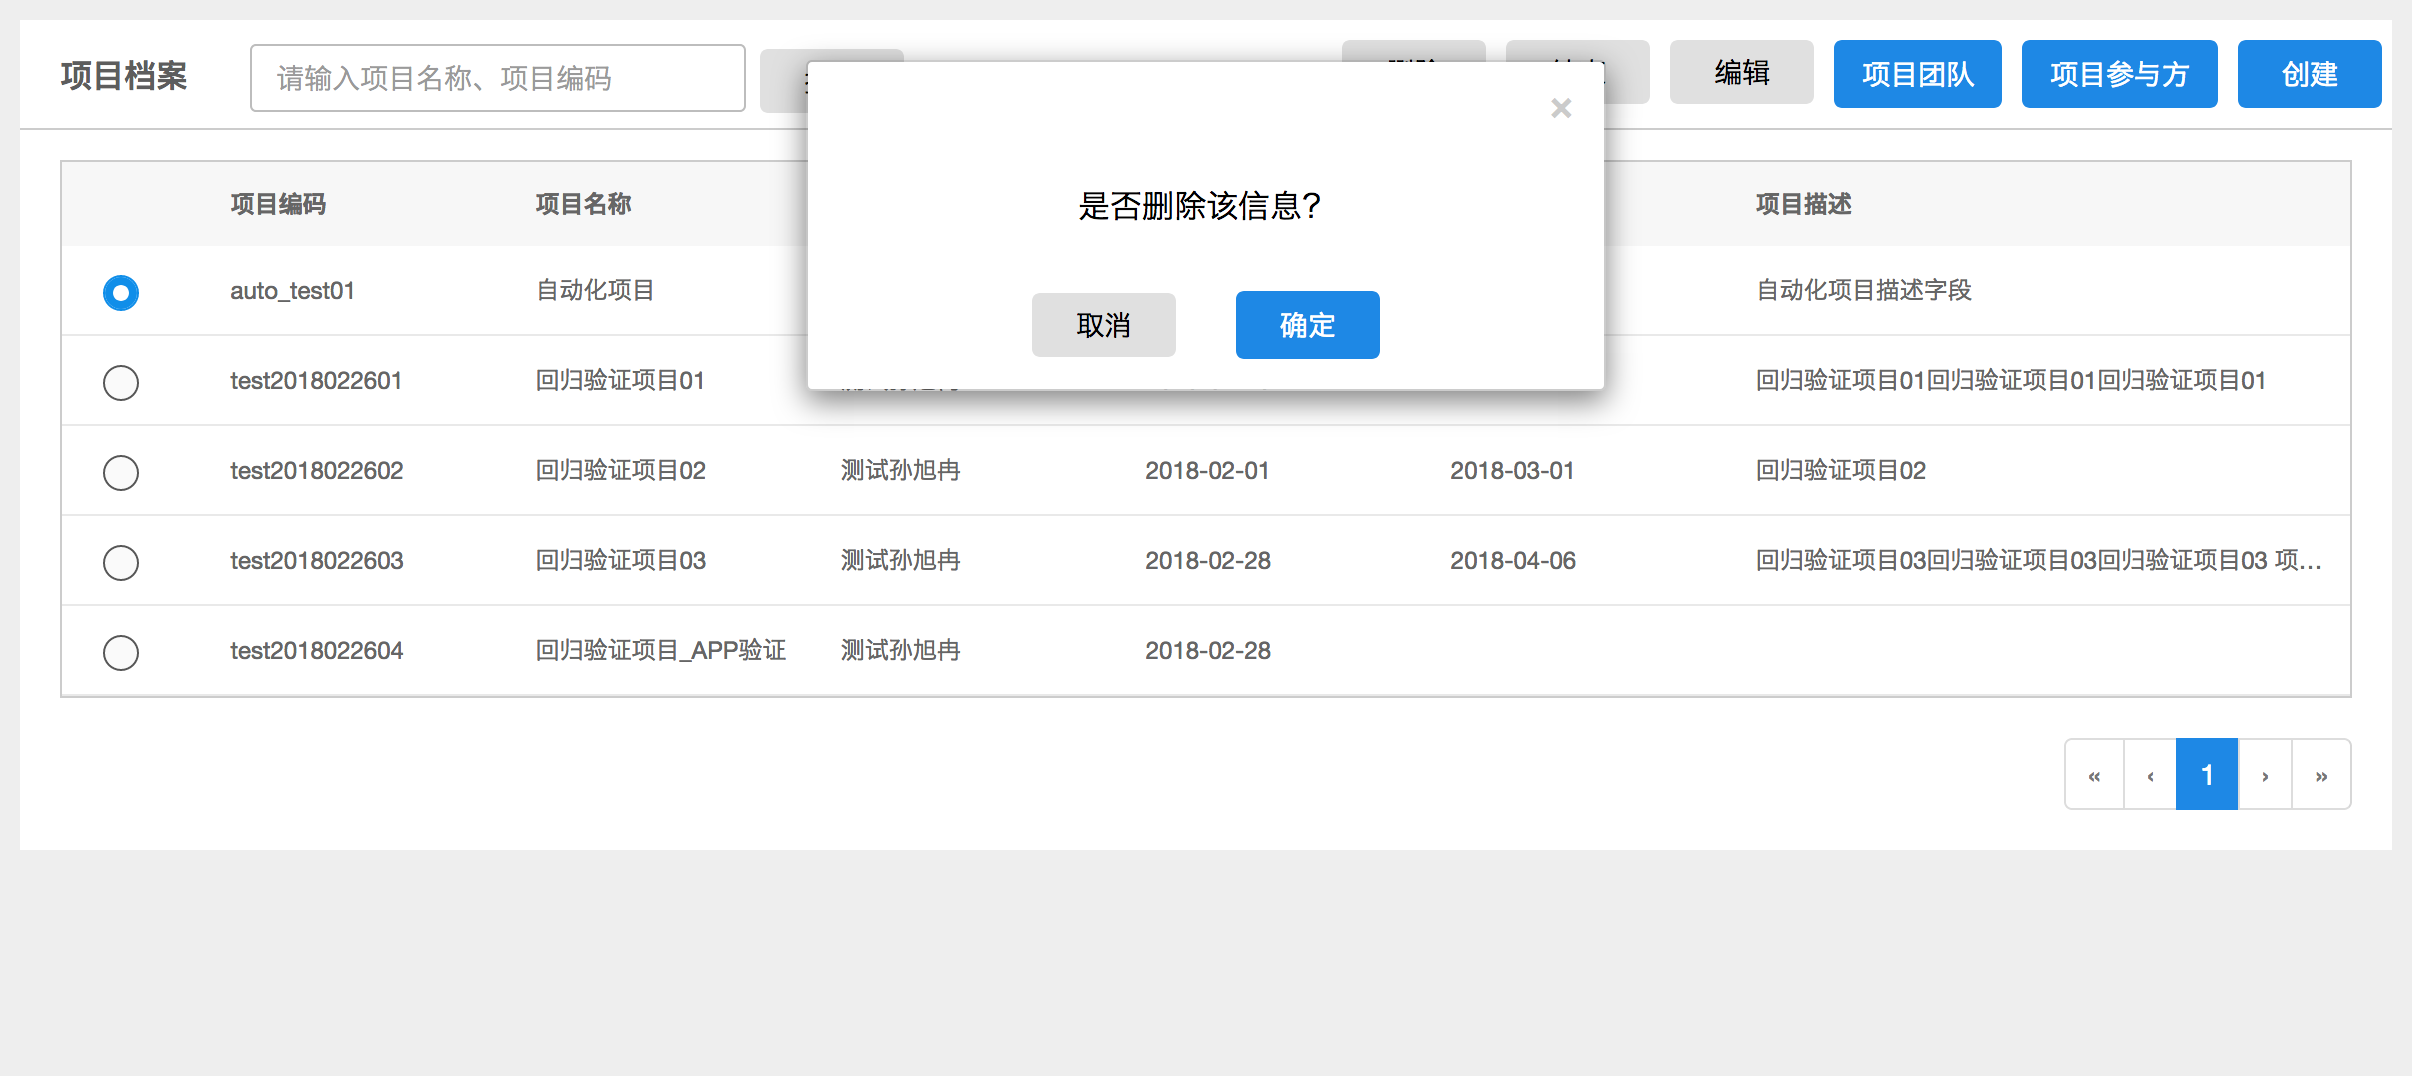 项目档案 请输入项目名称、项目编码 编辑 项目团队 项目参与方 创建
×
是否删除该信息?
取消 确定
项目编码 项目名称 项目描述
auto_test01 自动化项目 自动化项目描述字段
test2018022601 回归验证项目01 回归验证项目01回归验证项目01回归验证项目01
test2018022602 回归验证项目02 测试孙旭冉 2018-02-01 2018-03-01 回归验证项目02
test2018022603 回归验证项目03 测试孙旭冉 2018-02-28 2018-04-06 回归验证项目03回归验证项目03回归验证项目03 项...
test2018022604 回归验证项目_APP验证 测试孙旭冉 2018-02-28
« ‹ 1 › »